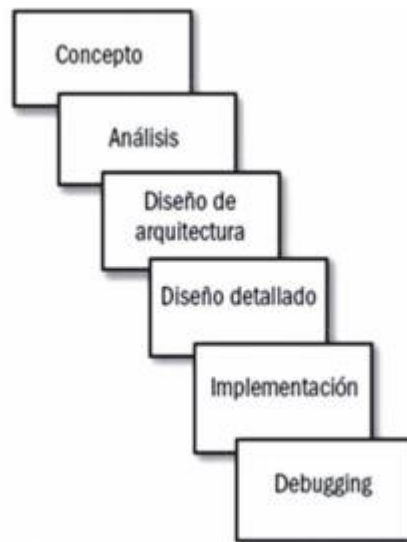 Concepto
Análisis
Diseño de
arquitectura
Diseño detallado
Implementación
Debugging